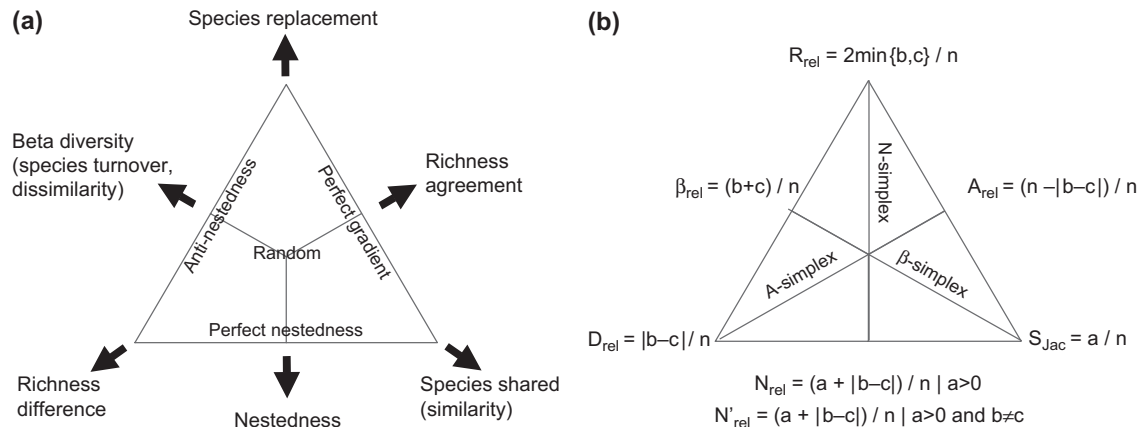 (a)
Species replacement
Beta diversity
(species turnover,
dissimilarity)
Richness
agreement
Anti-nestedness
Perfect gradient
Random
Perfect nestedness
Richness
difference
Nestedness
Species shared
(similarity)
(b)
R_rel = 2min{b,c} / n
β_rel = (b+c) / n
N-simplex
A_rel = (n –|b–c|) / n
A-simplex
β-simplex
D_rel = |b–c| / n
S_Jac = a / n
N_rel = (a + |b–c|) / n | a>0
N'_rel = (a + |b–c|) / n | a>0 and b≠c